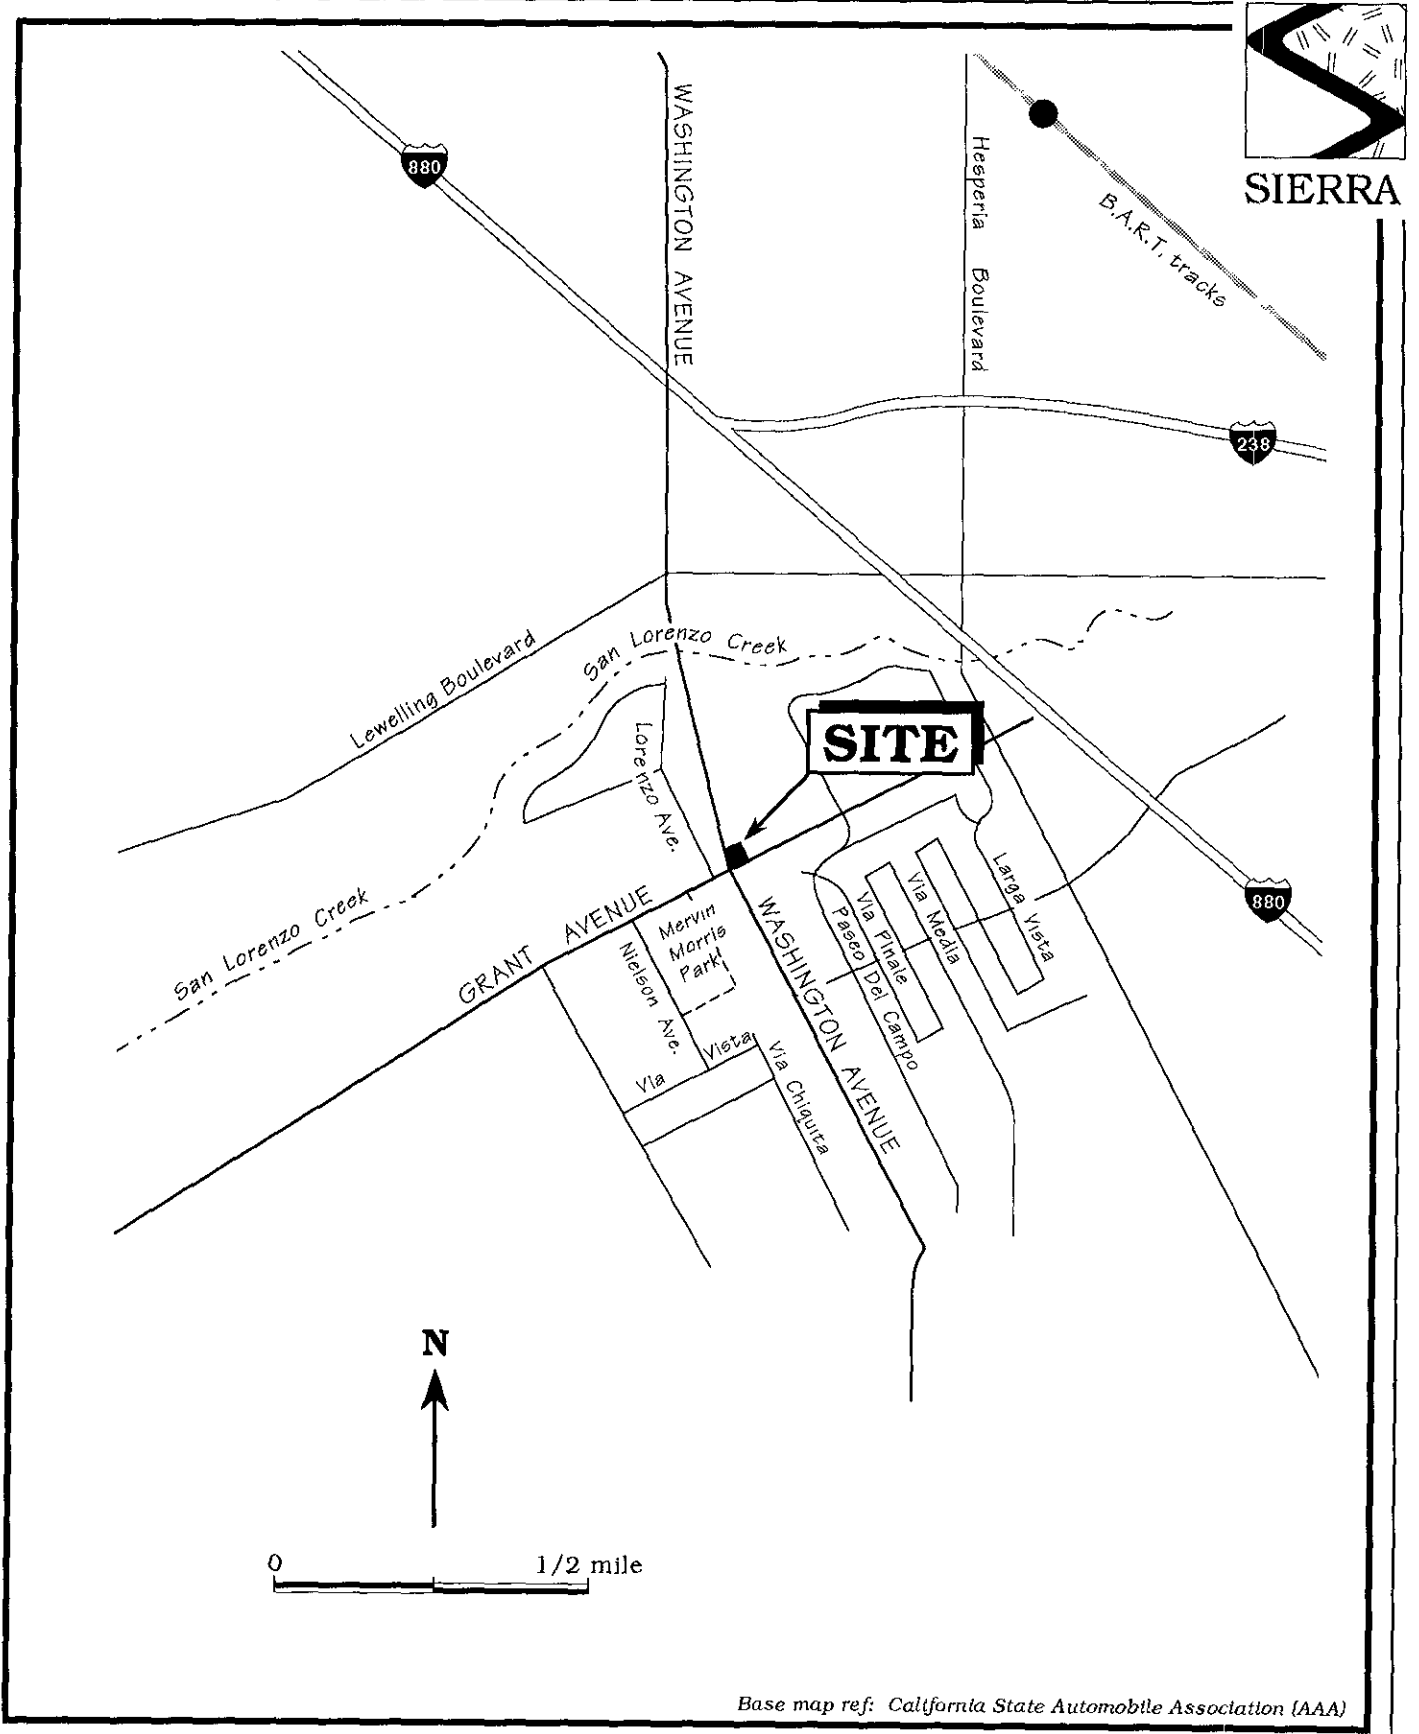 SIERRA
WASHINGTON AVENUE
Hesperia Boulevard
B.A.R.T. tracks
880
238
Lewelling Boulevard
San Lorenzo Creek
SITE
Lorenzo Ave.
San Lorenzo Creek
GRANT AVENUE
Mervin
Morris
Park
Nielson Ave.
WASHINGTON AVENUE
Paseo Del Campo
Via Pinale
Via Media
Larga Vista
880
Via Vista
Via Chiquita
N
0 1/2 mile
Base map ref: California State Automobile Association (AAA)